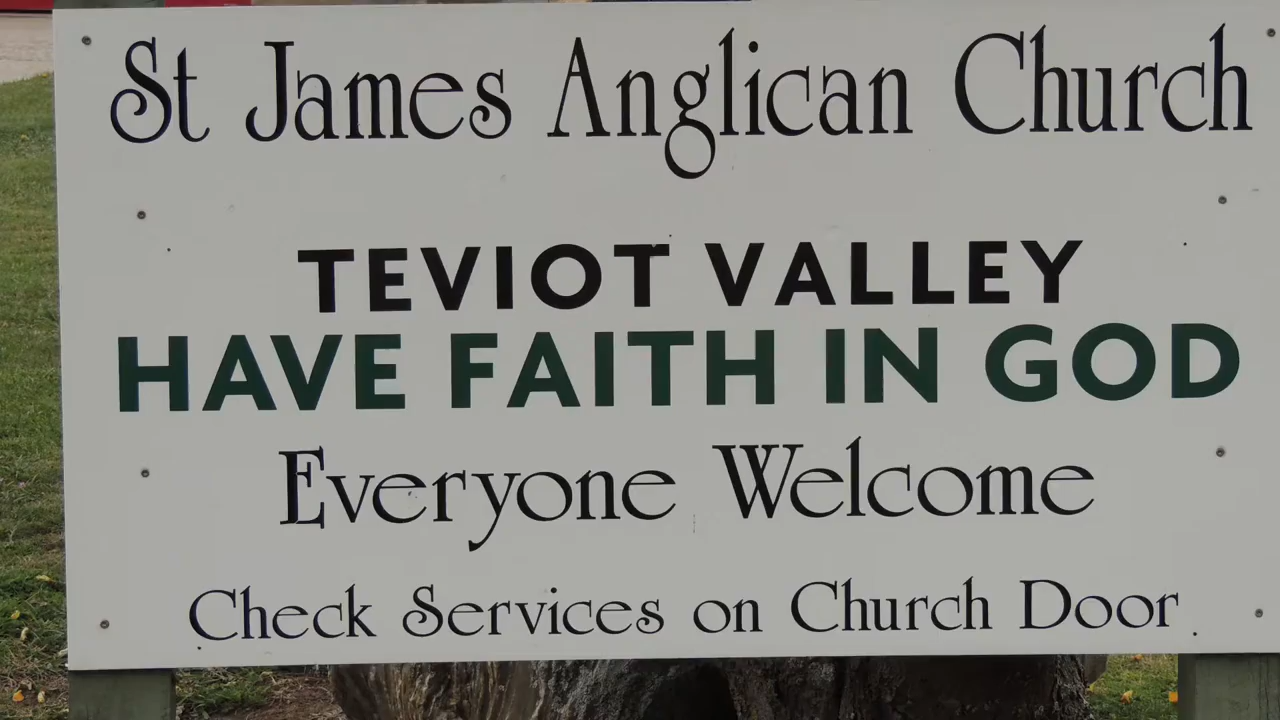 St James Anglican Church
TEVIOT VALLEY
HAVE FAITH IN GOD
Everyone Welcome
Check Services on Church Door